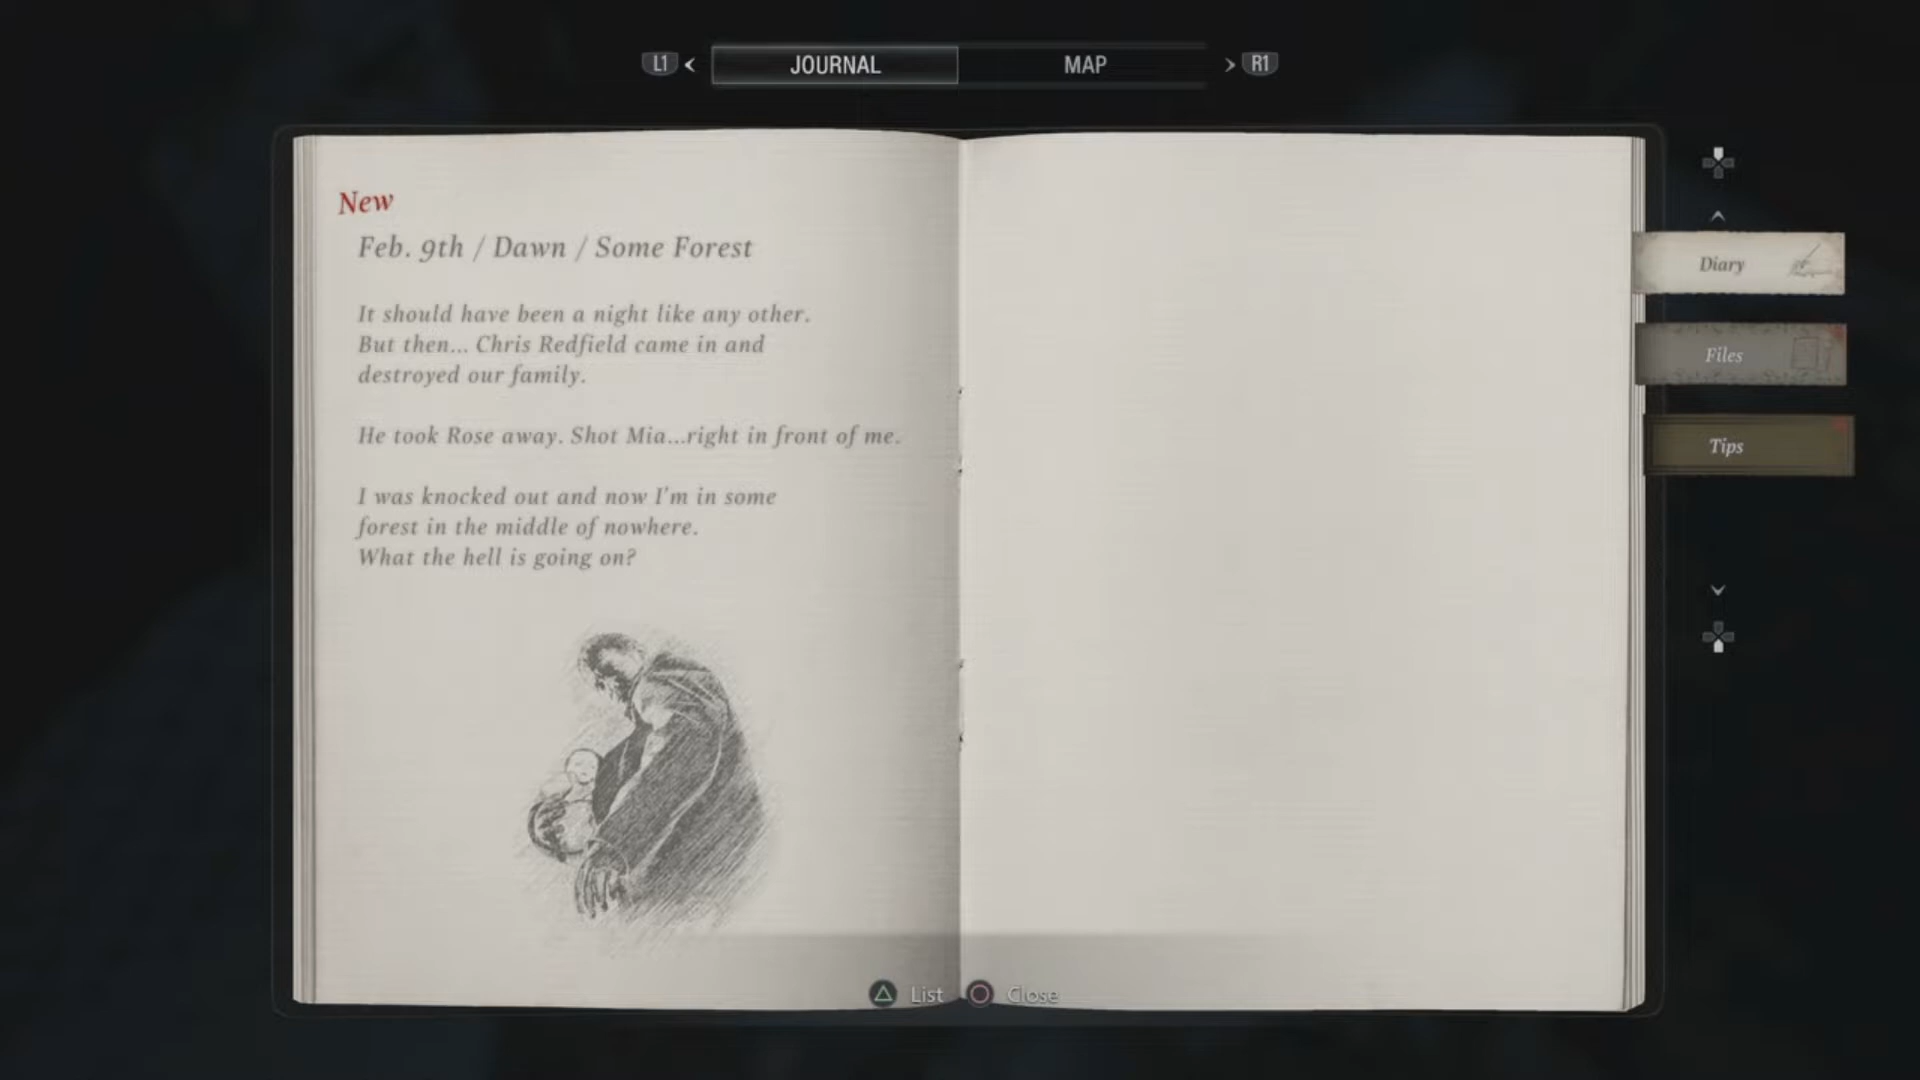 L1 JOURNAL MAP R1
New
Feb. 9th / Dawn / Some Forest
It should have been a night like any other.
But then... Chris Redfield came in and
destroyed our family.
He took Rose away. Shot Mia...right in front of me.
I was knocked out and now I'm in some
forest in the middle of nowhere.
What the hell is going on?
Diary
Files
Tips
List Close